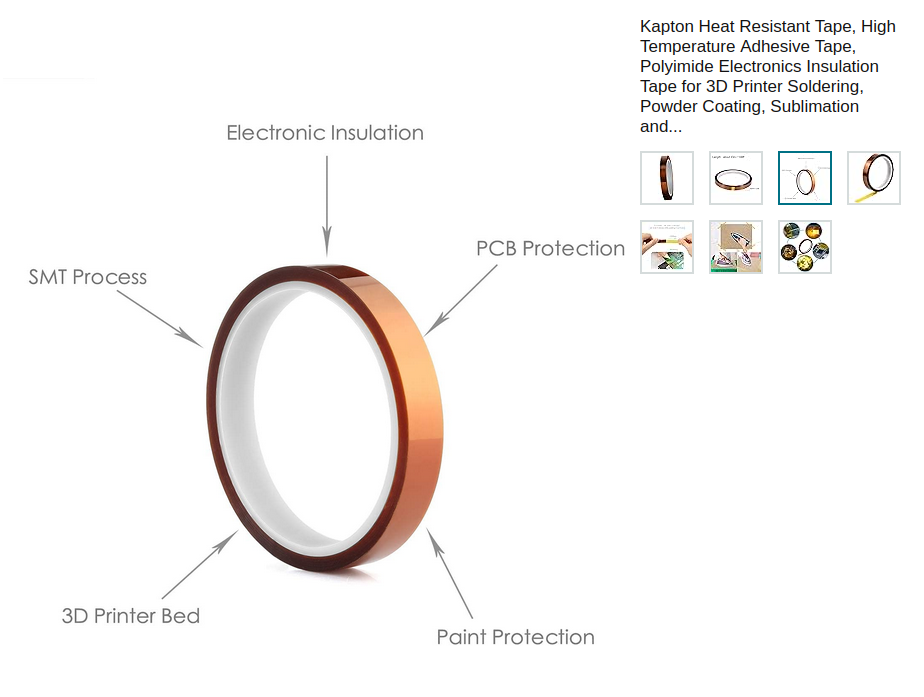 Kapton Heat Resistant Tape, High
Temperature Adhesive Tape,
Polyimide Electronics Insulation
Tape for 3D Printer Soldering,
Powder Coating, Sublimation
and...
Electronic Insulation
PCB Protection
SMT Process
3D Printer Bed
Paint Protection